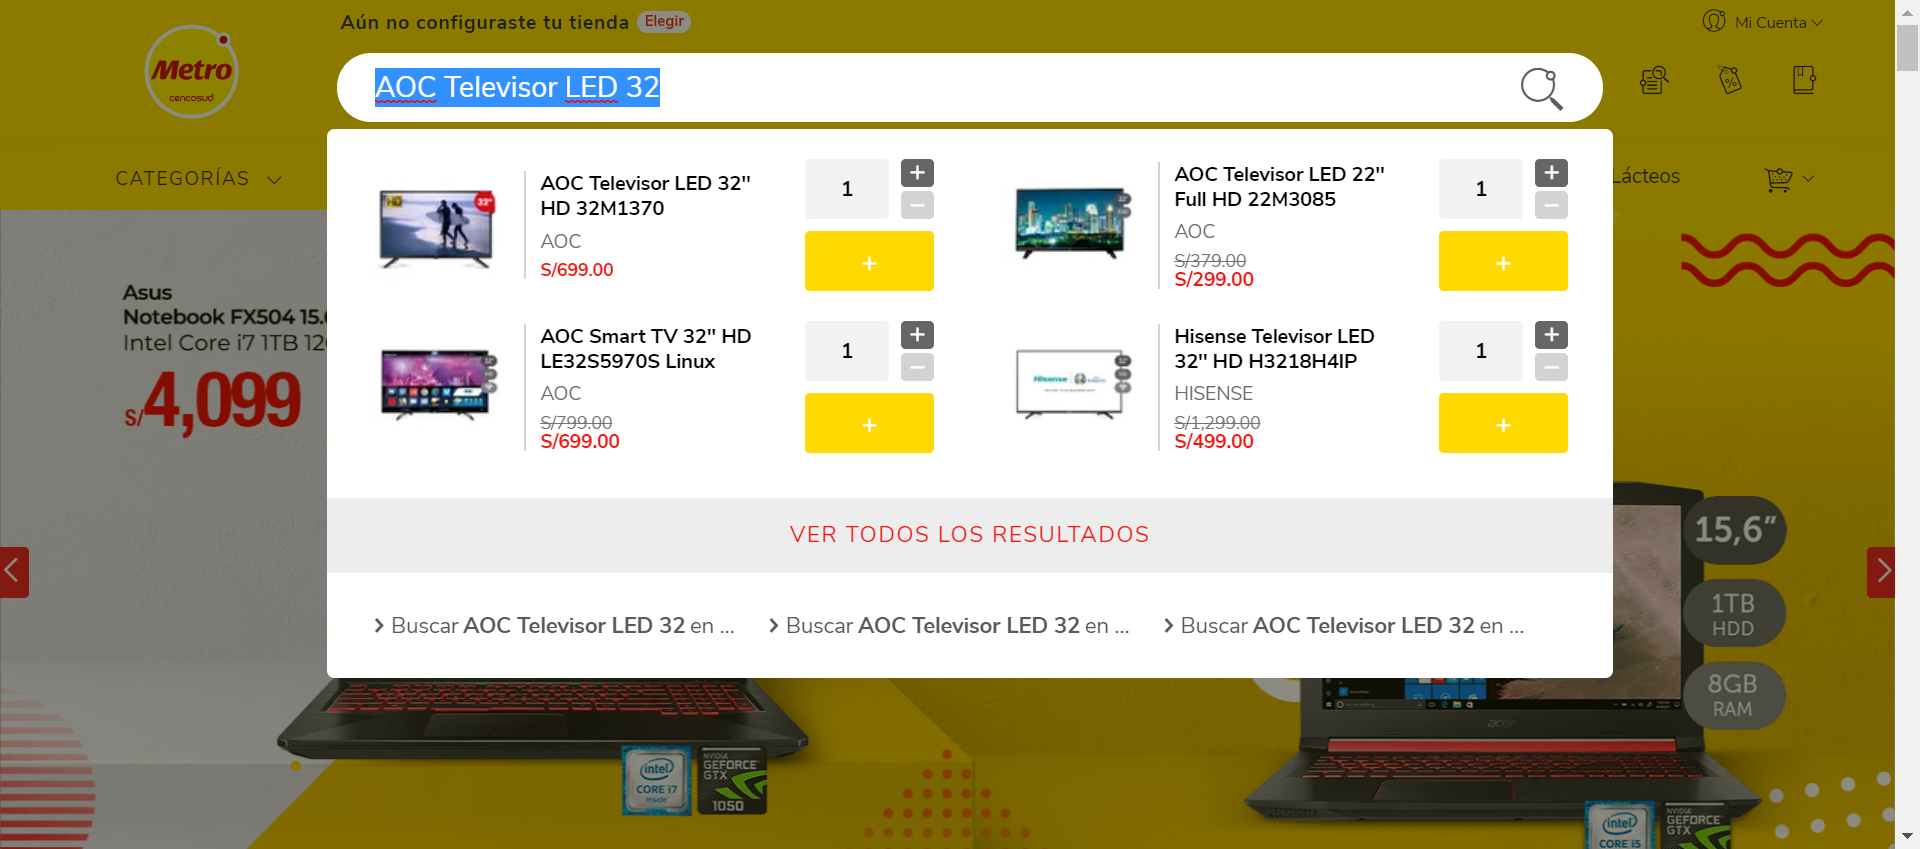 Aún no configuraste tu tienda Elegir
Mi Cuenta
Metro
cencosud
AOC Televisor LED 32
CATEGORÍAS
Lácteos
AOC Televisor LED 32"
HD 32M1370
AOC
S/699.00
1
+
−
+
AOC Televisor LED 22"
Full HD 22M3085
AOC
S/379.00
S/299.00
1
+
−
+
AOC Smart TV 32" HD
LE32S5970S Linux
AOC
S/799.00
S/699.00
1
+
−
+
Hisense Televisor LED
32" HD H3218H4IP
HISENSE
S/1,299.00
S/499.00
1
+
−
+
HD
32"
Hisense
VER TODOS LOS RESULTADOS
Buscar AOC Televisor LED 32 en ...
Buscar AOC Televisor LED 32 en ...
Buscar AOC Televisor LED 32 en ...
Asus
Notebook FX504 15.
Intel Core i7 1TB 12
S/4,099
15,6”
1TB
HDD
8GB
RAM
acer
intel
CORE i7
inside
NVIDIA
GEFORCE
GTX
1050
intel
CORE i5
NVIDIA
GEFORCE
GTX